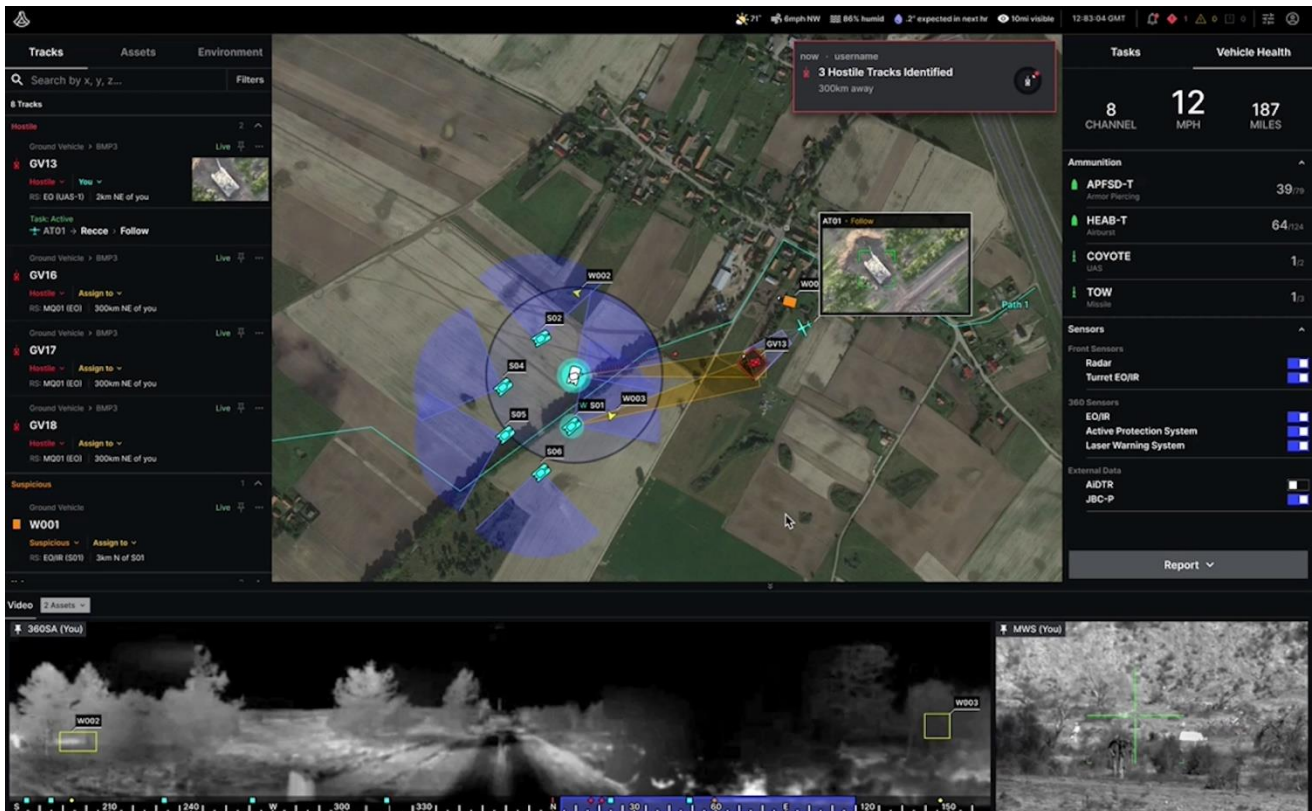 71° 6mph NW 86% humid .2" expected in next hr 10mi visible 12-83-04 GMT 1 0 0
Tracks Assets Environment
Search by x, y, z... Filters
8 Tracks
Hostile 2
Ground Vehicle > BMP3 Live
GV13
Hostile You
RS: EO (UAS-1) 2km NE of you
Task: Active
AT01 → Recce > Follow
Ground Vehicle > BMP3 Live
GV16
Hostile Assign to
RS: MQ01 (EO) 300km NE of you
Ground Vehicle > BMP3 Live
GV17
Hostile Assign to
RS: MQ01 (EO) 300km NE of you
Ground Vehicle > BMP3 Live
GV18
Hostile Assign to
RS: MQ01 (EO) 300km NE of you
Suspicious 1
Ground Vehicle Live
W001
Suspicious Assign to
RS: EO/IR (S01) 3km N of S01
now · username
3 Hostile Tracks Identified
300km away
AT01 · Follow
W002
W00
Path 1
S02
GV13
S04
W S01
W003
S05
S06
Tasks Vehicle Health
8 12 187
CHANNEL MPH MILES
Ammunition
APFSD-T 39/79
Armor Piercing
HEAB-T 64/124
Airburst
COYOTE 1/2
UAS
TOW 1/3
Missile
Sensors
Front Sensors
Radar
Turret EO/IR
360 Sensors
EO/IR
Active Protection System
Laser Warning System
External Data
AiDTR
JBC-P
Report
Video 2 Assets
360SA (You)
MWS (You)
W002
W003
S 210 240 W 300 330 N 30 60 E 120 150